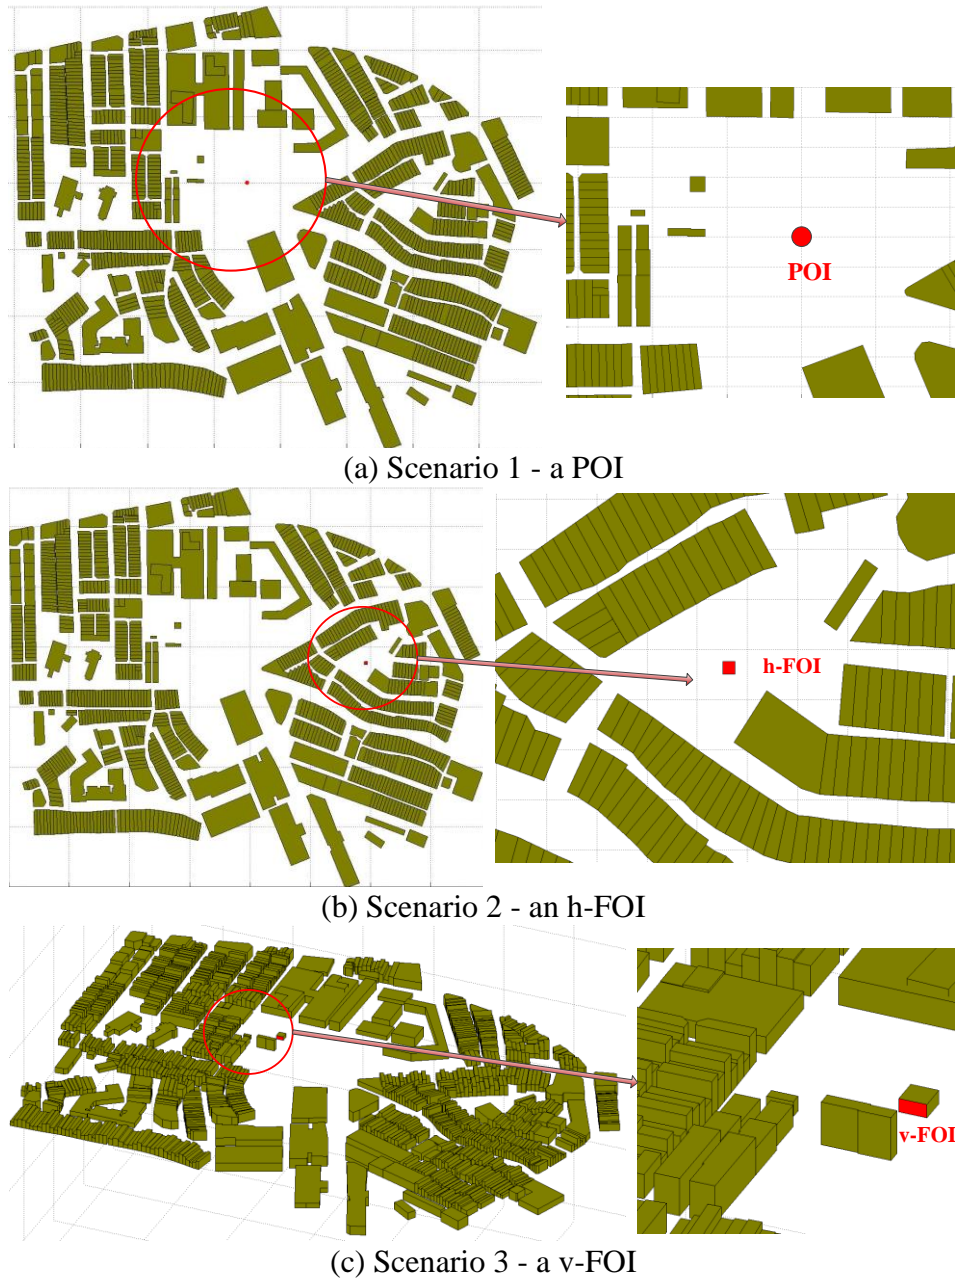 POI
(a) Scenario 1 - a POI
h-FOI
(b) Scenario 2 - an h-FOI
v-FOI
(c) Scenario 3 - a v-FOI